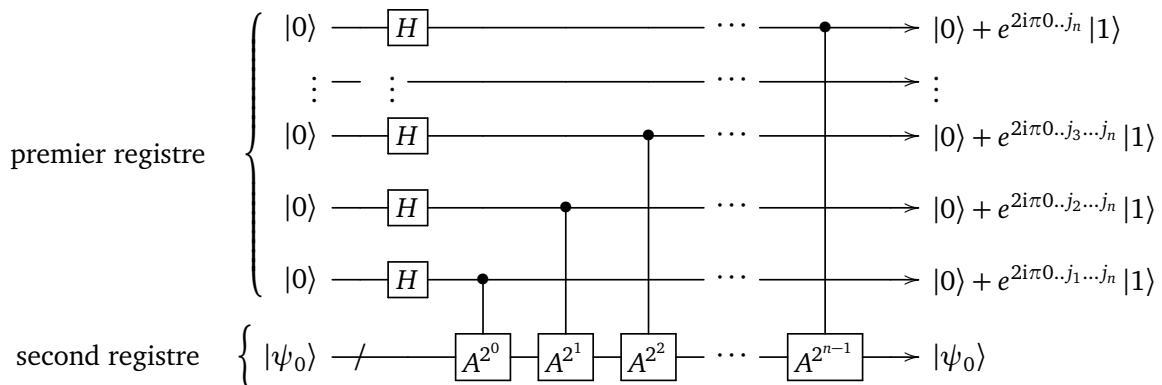 |0⟩ H ⋯ |0⟩ + e^{2iπ0..j_n} |1⟩
⋮ ⋮ ⋯ ⋮
premier registre
|0⟩ H ⋯ |0⟩ + e^{2iπ0..j_3...j_n} |1⟩
|0⟩ H ⋯ |0⟩ + e^{2iπ0..j_2...j_n} |1⟩
|0⟩ H ⋯ |0⟩ + e^{2iπ0..j_1...j_n} |1⟩
second registre |ψ_0⟩ A^{2^0} A^{2^1} A^{2^2} ⋯ A^{2^{n−1}} |ψ_0⟩